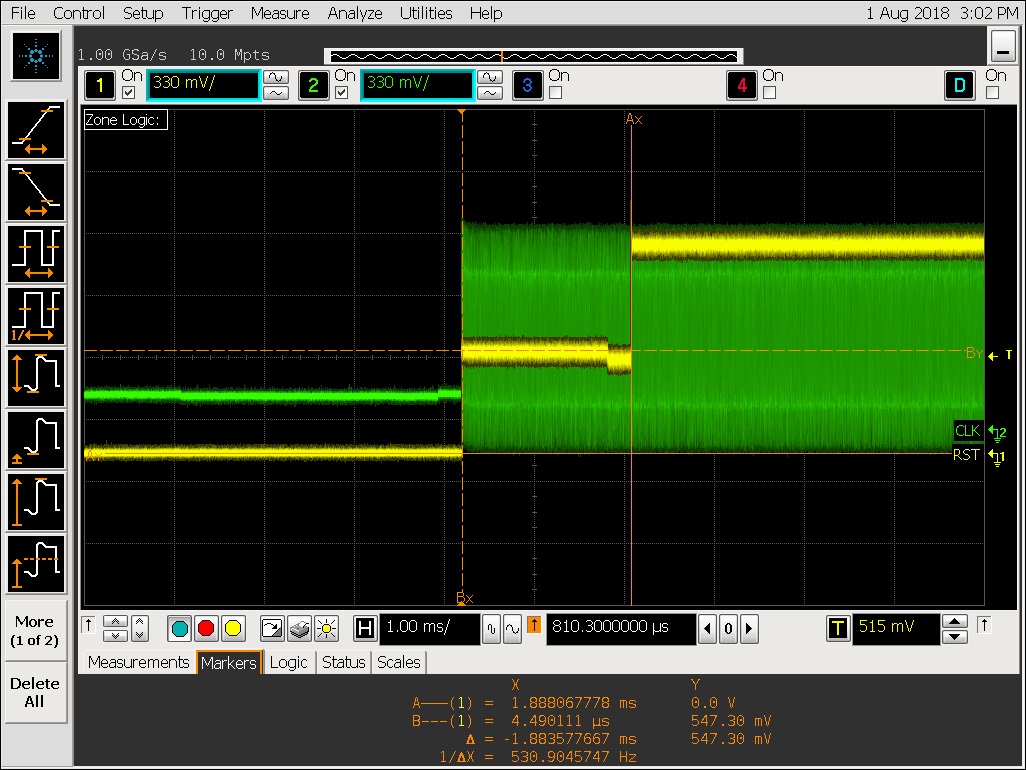 File Control Setup Trigger Measure Analyze Utilities Help 1 Aug 2018 3:02 PM
1.00 GSa/s 10.0 Mpts
1 On 330 mV/ 2 On 330 mV/ 3 On 4 On D On
Zone Logic:
Ax
By T
CLK 2
RST 1
Bx
1/
More
(1 of 2)
Delete
All
H 1.00 ms/ 810.3000000 µs 0 T 515 mV
Measurements Markers Logic Status Scales
X Y
A——(1) = 1.888067778 ms 0.0 V
B---(1) = 4.490111 µs 547.30 mV
Δ = -1.883577667 ms 547.30 mV
1/ΔX = 530.9045747 Hz